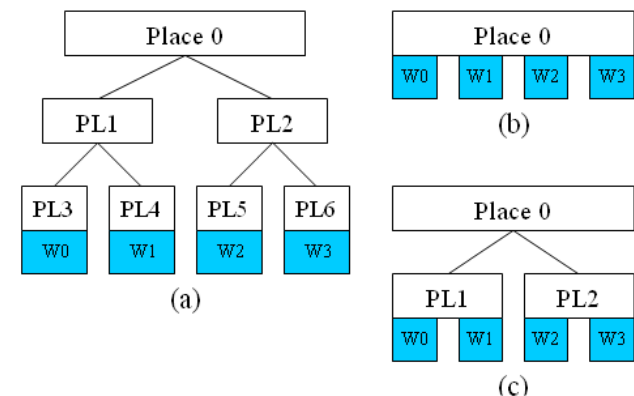 Place 0
PL1 PL2
PL3 PL4 PL5 PL6
W0 W1 W2 W3
(a)
Place 0
W0 W1 W2 W3
(b)
Place 0
PL1 PL2
W0 W1 W2 W3
(c)